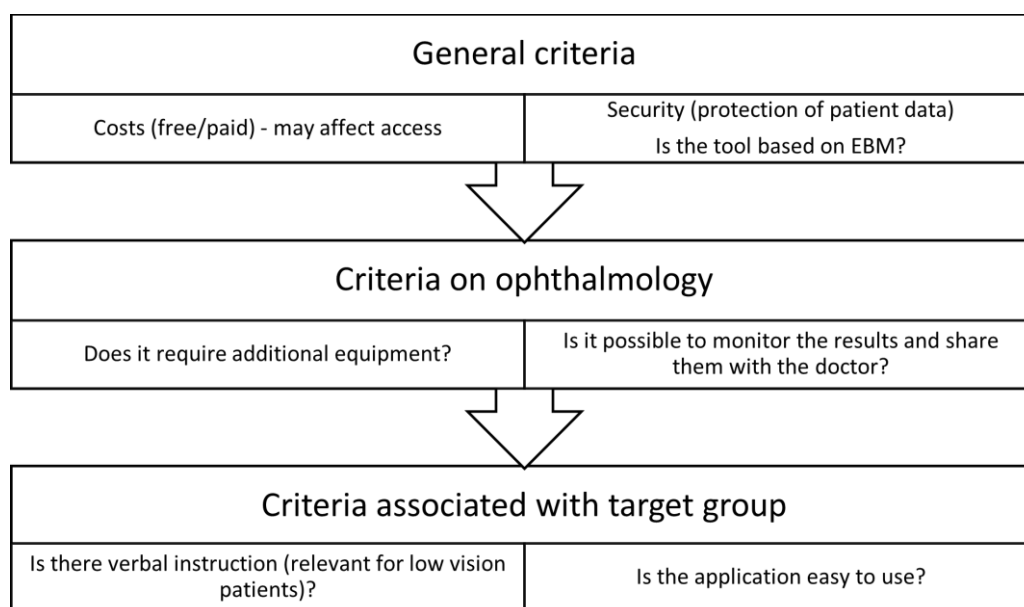 General criteria
Costs (free/paid) - may affect access
Security (protection of patient data)
Is the tool based on EBM?
Criteria on ophthalmology
Does it require additional equipment?
Is it possible to monitor the results and share
them with the doctor?
Criteria associated with target group
Is there verbal instruction (relevant for low vision
patients)?
Is the application easy to use?